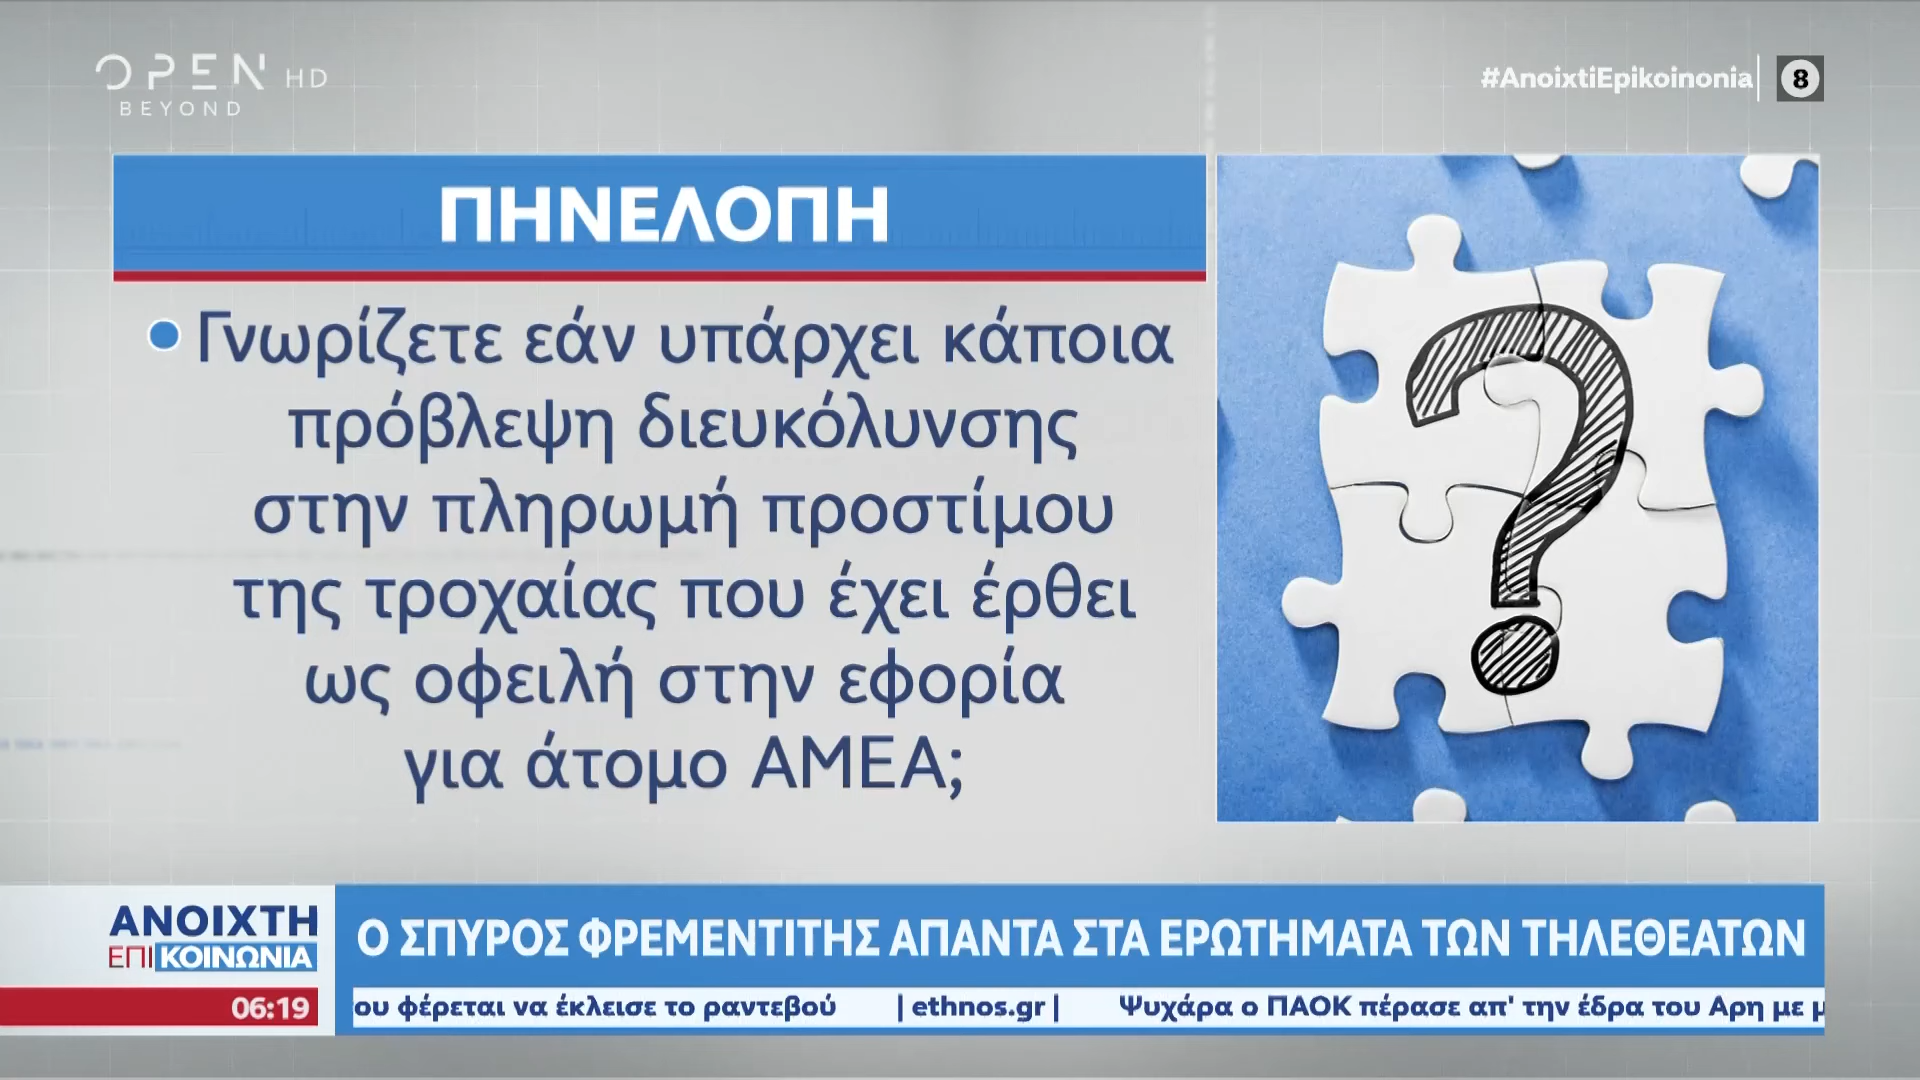 OPEN HD
BEYOND
#AnoixtiEpikoinonia
8
ΠΗΝΕΛΟΠΗ
• Γνωρίζετε εάν υπάρχει κάποια
πρόβλεψη διευκόλυνσης
στην πληρωμή προστίμου
της τροχαίας που έχει έρθει
ως οφειλή στην εφορία
για άτομο ΑΜΕΑ;
ΑΝΟΙΧΤΗ
ΕΠΙΚΟΙΝΩΝΙΑ
Ο ΣΠΥΡΟΣ ΦΡΕΜΕΝΤΙΤΗΣ ΑΠΑΝΤΑ ΣΤΑ ΕΡΩΤΗΜΑΤΑ ΤΩΝ ΤΗΛΕΘΕΑΤΩΝ
06:19
ου φέρεται να έκλεισε το ραντεβού | ethnos.gr | Ψυχάρα ο ΠΑΟΚ πέρασε απ' την έδρα του Αρη με